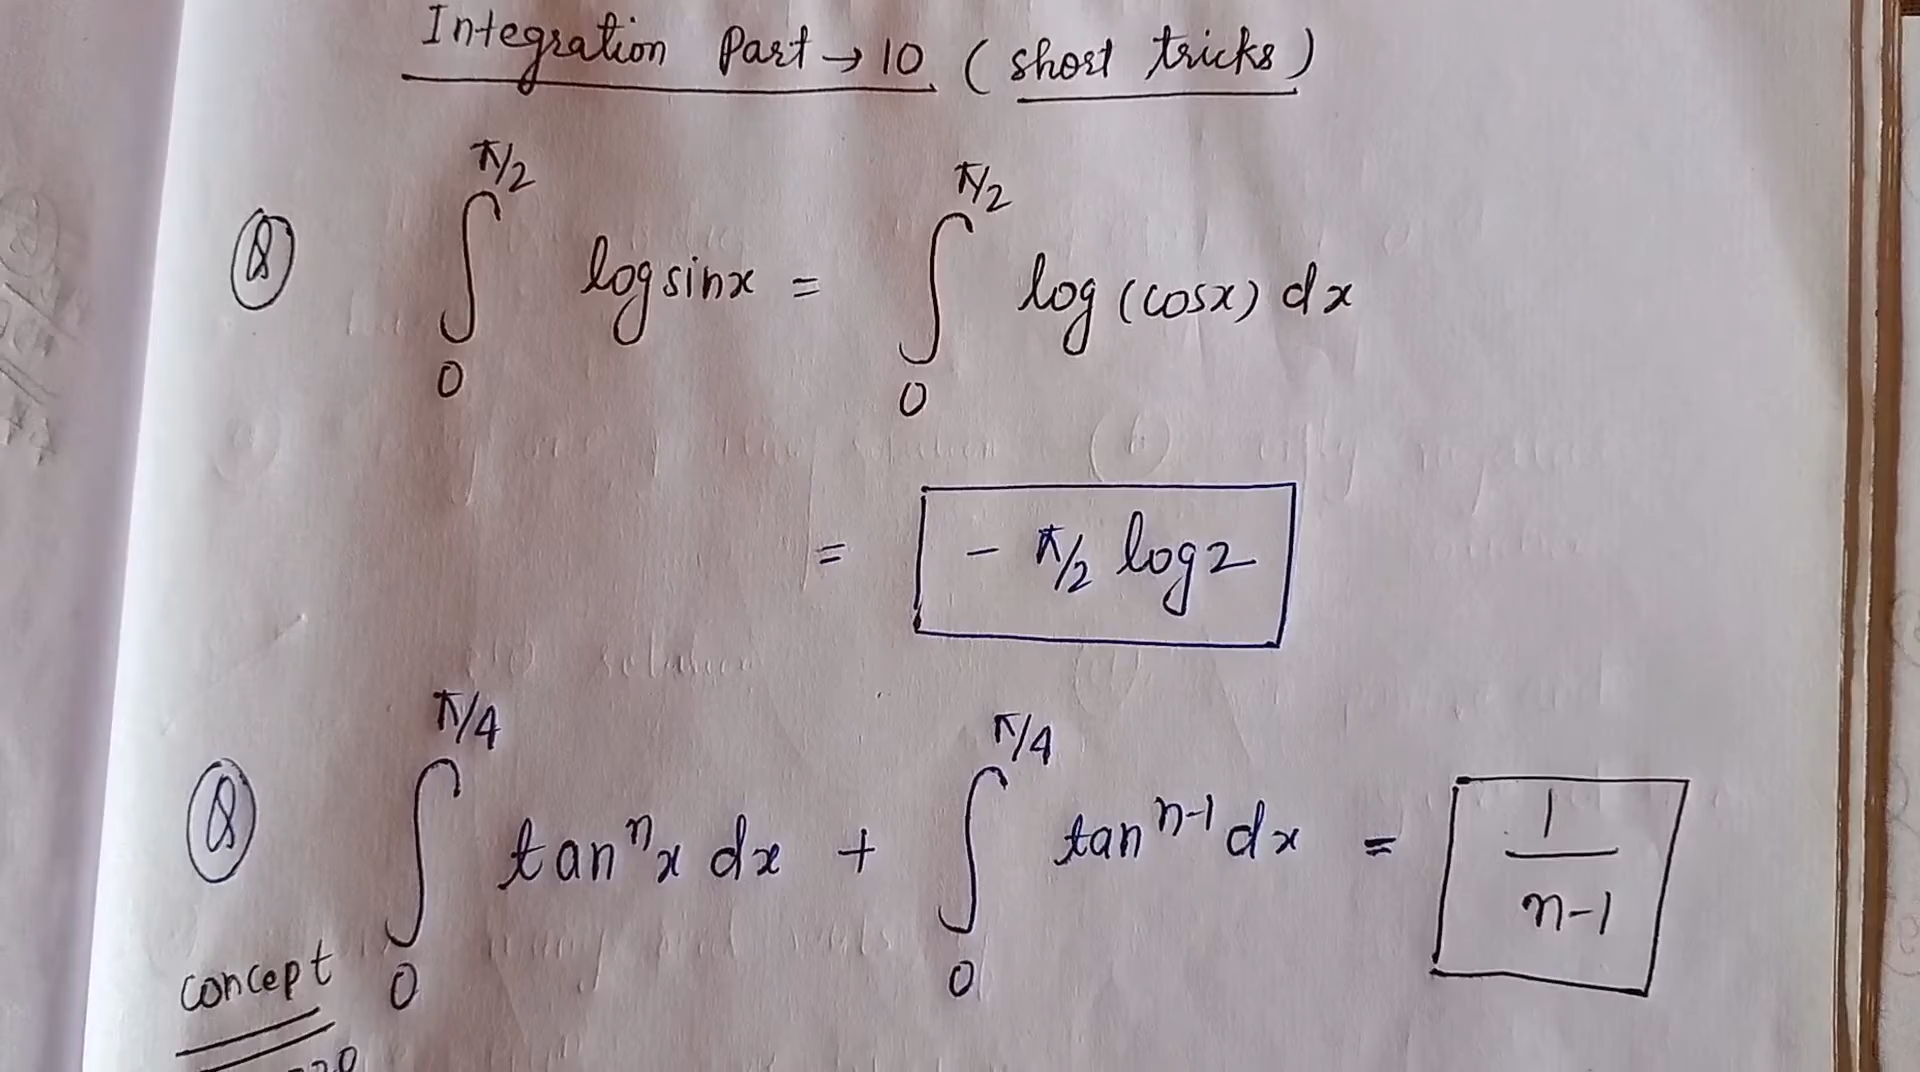 Integration Part → 10 (short tricks)
Q ∫₀^π/2 log sinx = ∫₀^π/2 log (cosx) dx
= - π/2 log2
Q ∫₀^π/4 tanⁿx dx + ∫₀^π/4 tanⁿ⁻¹ dx = 1/(n-1)
concept